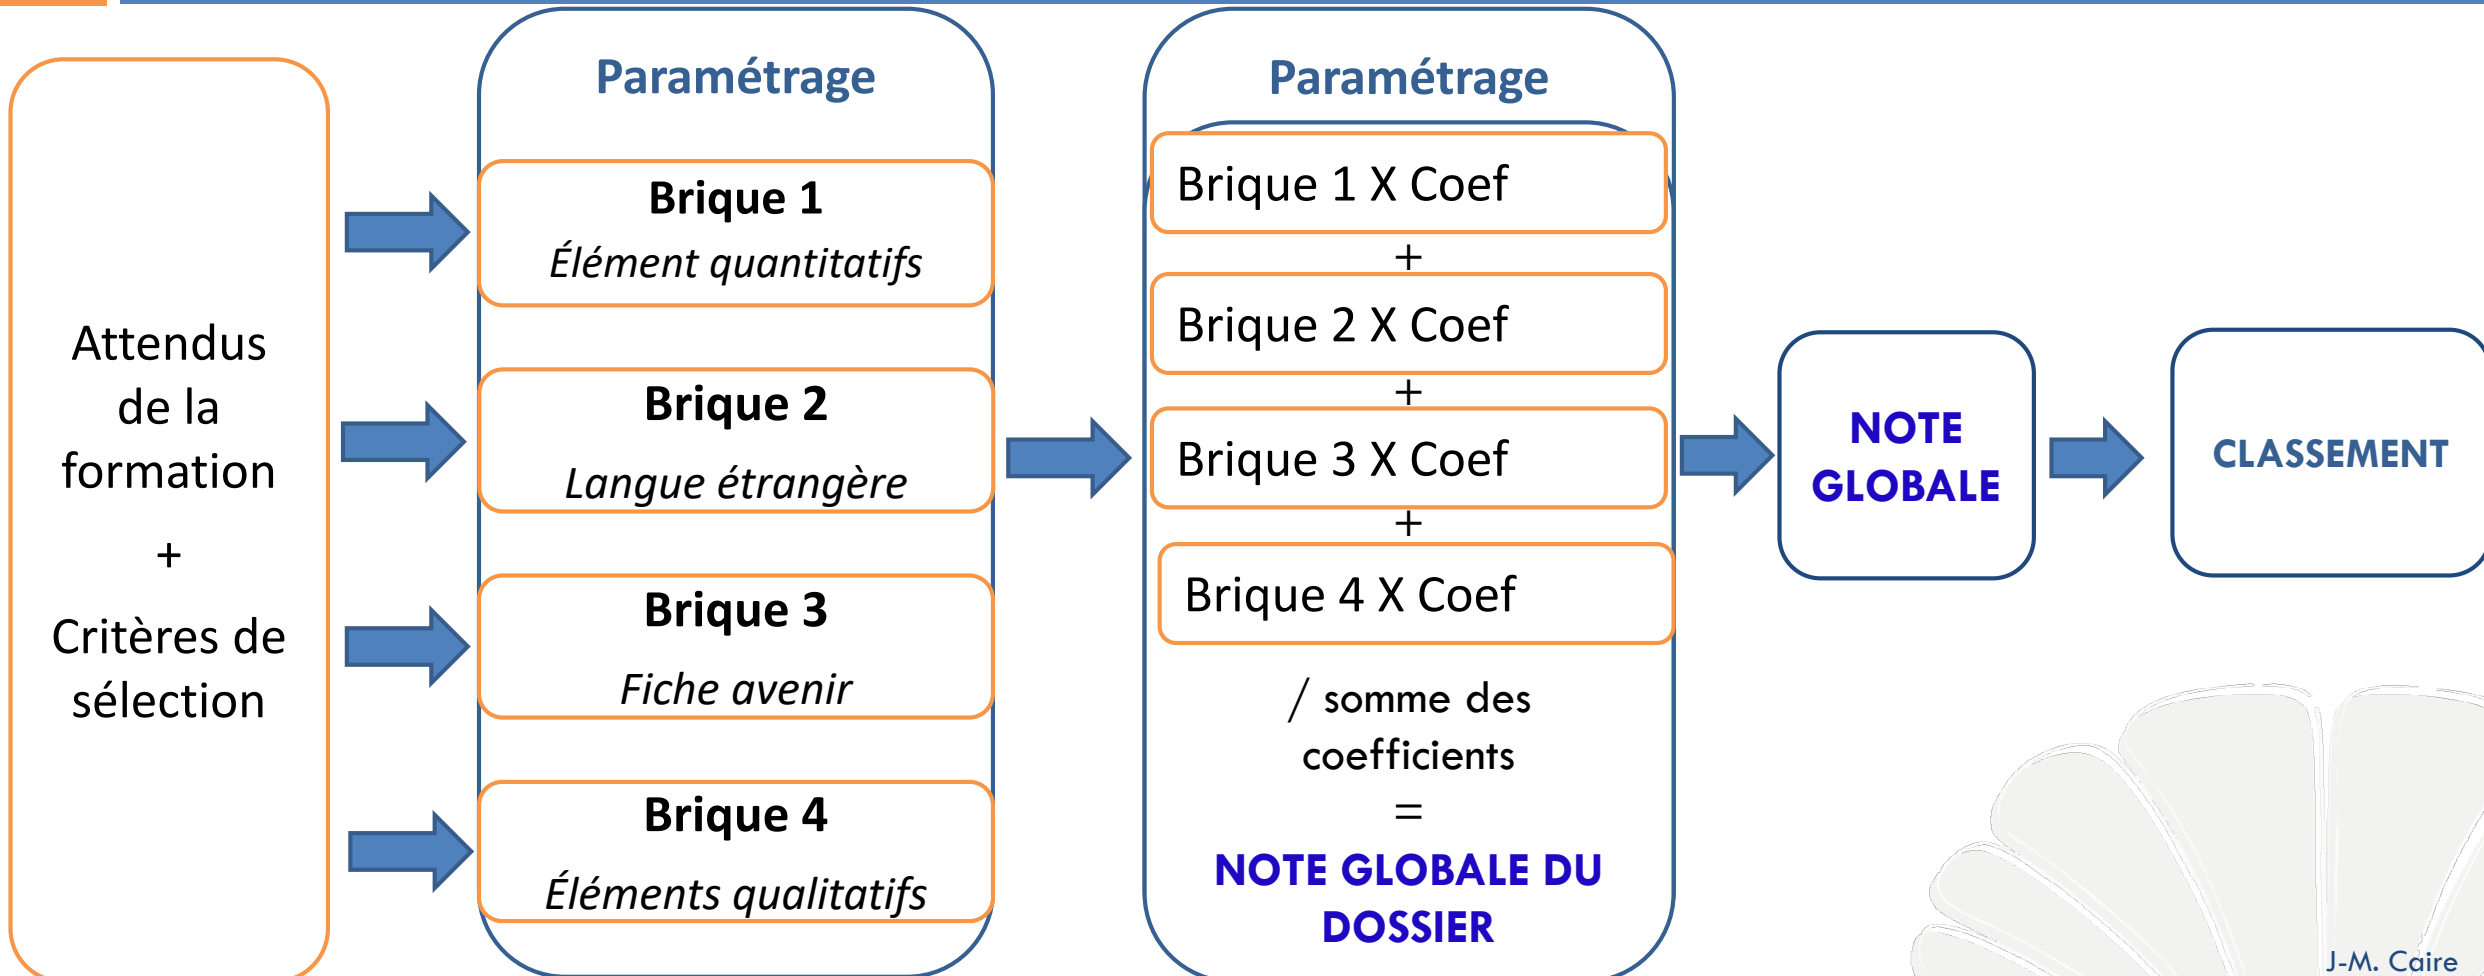 Attendus
de la
formation
+
Critères de
sélection
Paramétrage
Brique 1
Élément quantitatifs
Brique 2
Langue étrangère
Brique 3
Fiche avenir
Brique 4
Éléments qualitatifs
Paramétrage
Brique 1 X Coef
+
Brique 2 X Coef
+
Brique 3 X Coef
+
Brique 4 X Coef
/ somme des
coefficients
=
NOTE GLOBALE DU
DOSSIER
NOTE
GLOBALE
CLASSEMENT
J-M. Caire